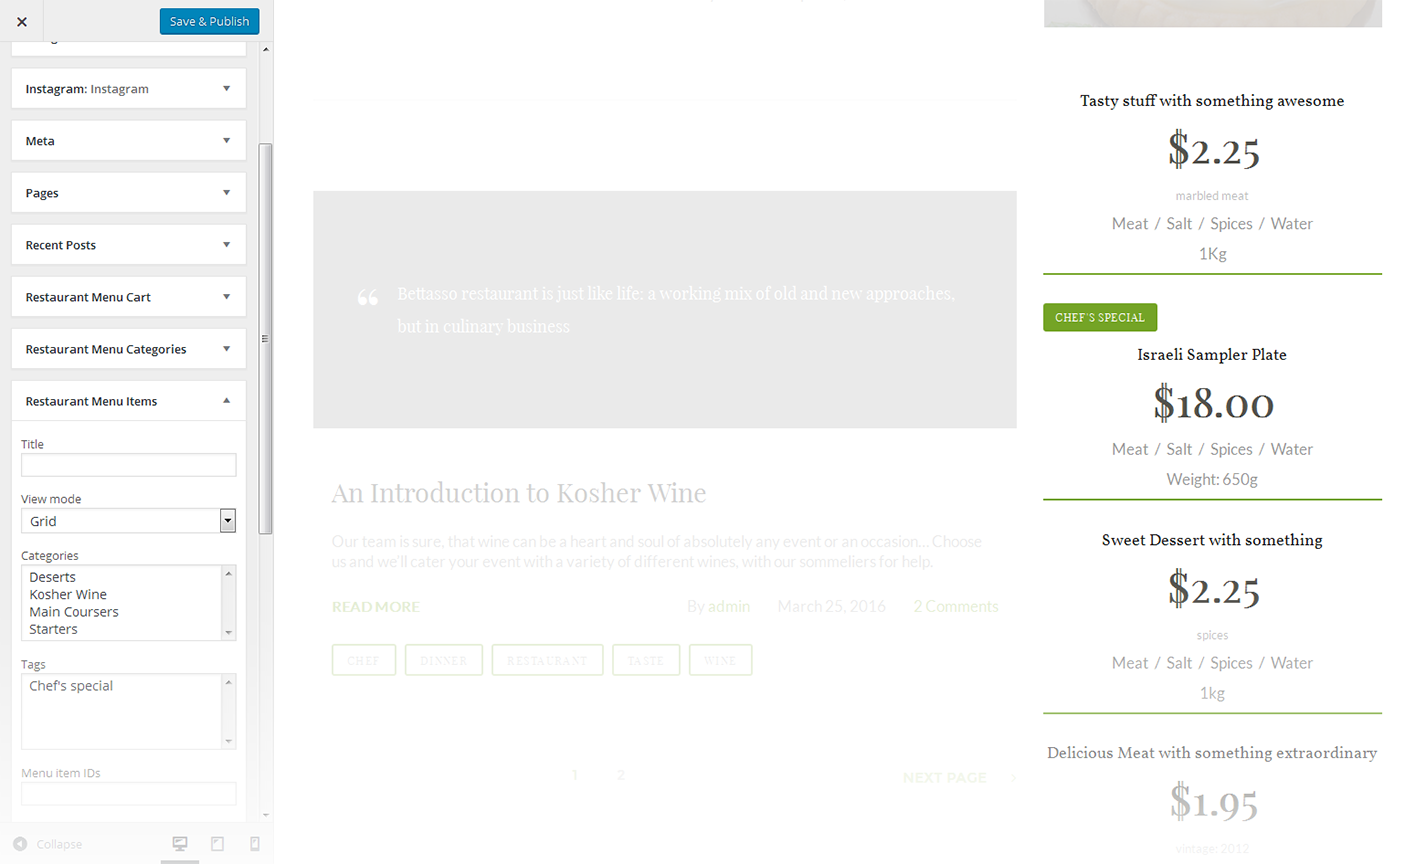 Save & Publish
Instagram: Instagram
Meta
Pages
Recent Posts
Restaurant Menu Cart
Restaurant Menu Categories
Restaurant Menu Items
Title
View mode
Grid
Categories
Deserts
Kosher Wine
Main Coursers
Starters
Tags
Chef's special
Menu item IDs
Collapse
“ Bettasso restaurant is just like life: a working mix of old and new approaches,
but in culinary business
An Introduction to Kosher Wine
Our team is sure, that wine can be a heart and soul of absolutely any event or an occasion... Choose
us and we'll cater your event with a variety of different wines, with our sommeliers for help.
READ MORE By admin March 25, 2016 2 Comments
CHEF DINNER RESTAURANT TASTE WINE
1 2 NEXT PAGE
Tasty stuff with something awesome
$2.25
marbled meat
Meat / Salt / Spices / Water
1Kg
CHEF'S SPECIAL
Israeli Sampler Plate
$18.00
Meat / Salt / Spices / Water
Weight: 650g
Sweet Dessert with something
$2.25
spices
Meat / Salt / Spices / Water
1kg
Delicious Meat with something extraordinary
$1.95
vintage: 2012